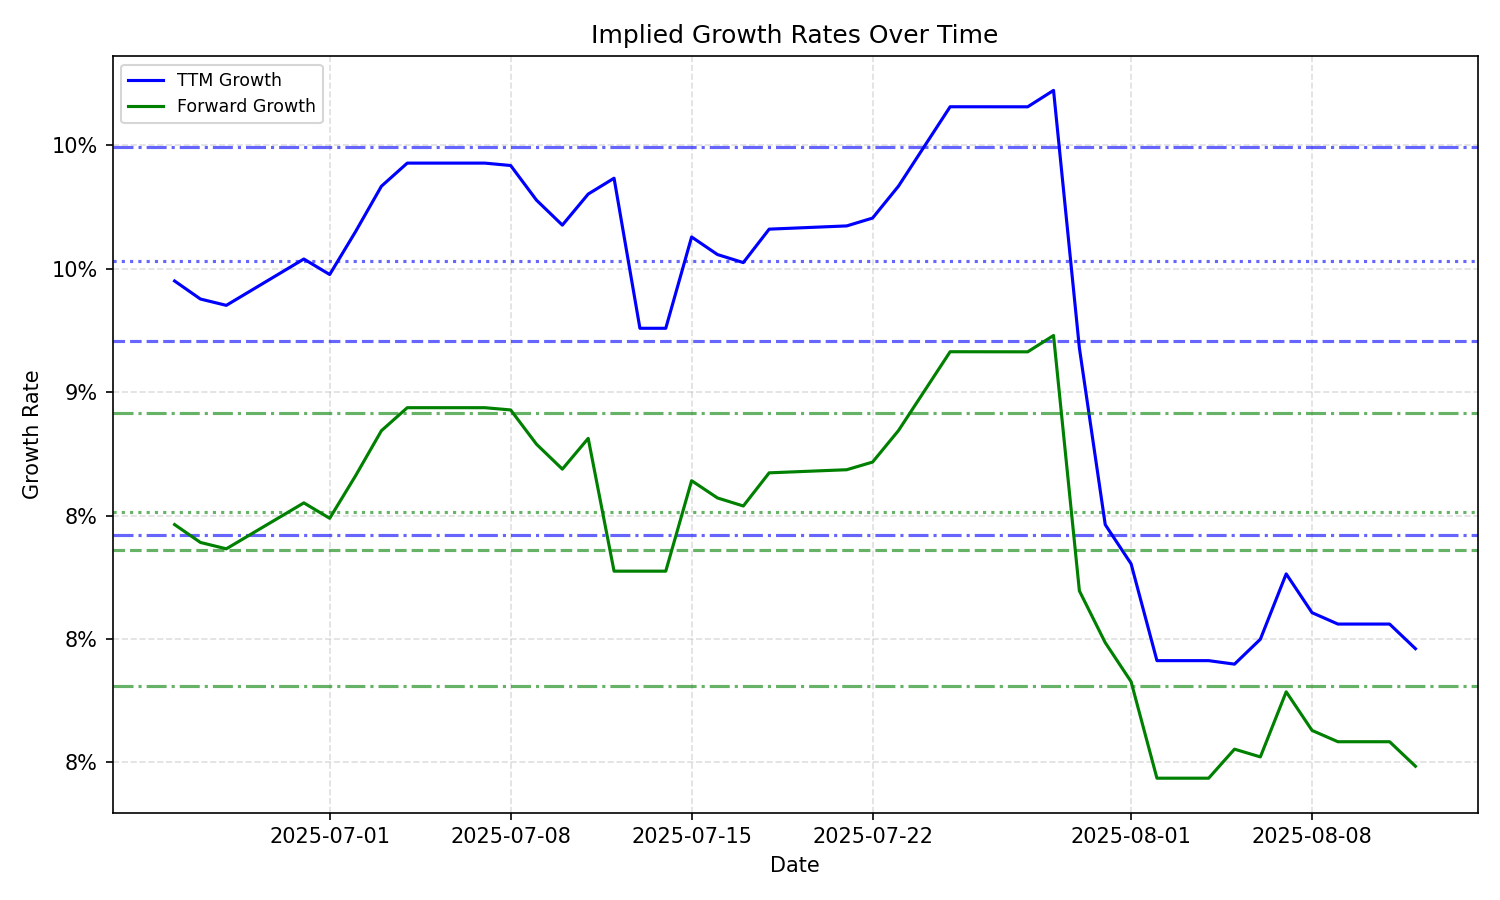 Implied Growth Rates Over Time
TTM Growth
Forward Growth
10%
10%
9%
8%
8%
8%
Growth Rate
2025-07-01
2025-07-08
2025-07-15
2025-07-22
2025-08-01
2025-08-08
Date